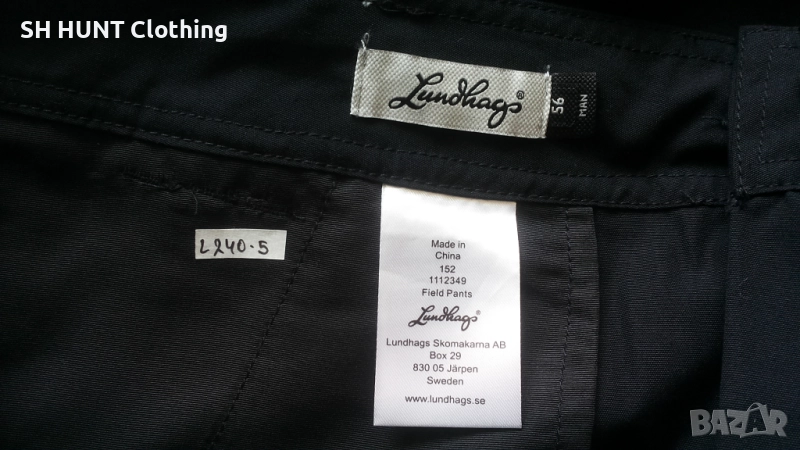 SH HUNT Clothing
Lundhags®
56
MAN
L240-5
Made in
China
152
1112349
Field Pants
Lundhags®
Lundhags Skomakarna AB
Box 29
830 05 Järpen
Sweden
www.lundhags.se
BAZAR